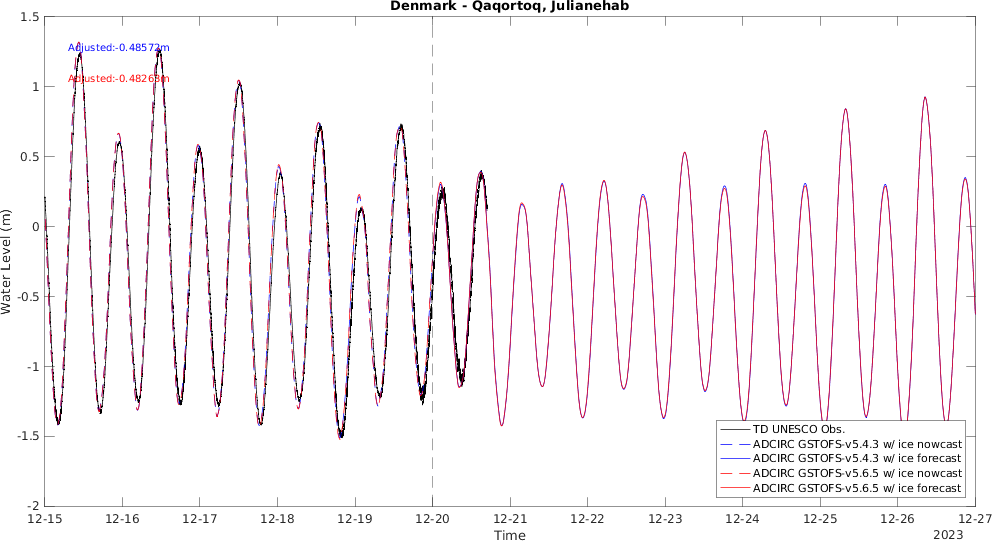 Denmark - Qaqortoq, Julianehab
1.5
1
0.5
0
-0.5
-1
-1.5
-2
Water Level (m)
Adjusted:-0.48572m
Adjusted:-0.48263m
TD UNESCO Obs.
ADCIRC GSTOFS-v5.4.3 w/ ice nowcast
ADCIRC GSTOFS-v5.4.3 w/ ice forecast
ADCIRC GSTOFS-v5.6.5 w/ ice nowcast
ADCIRC GSTOFS-v5.6.5 w/ ice forecast
12-15 12-16 12-17 12-18 12-19 12-20 12-21 12-22 12-23 12-24 12-25 12-26 12-27
Time
2023